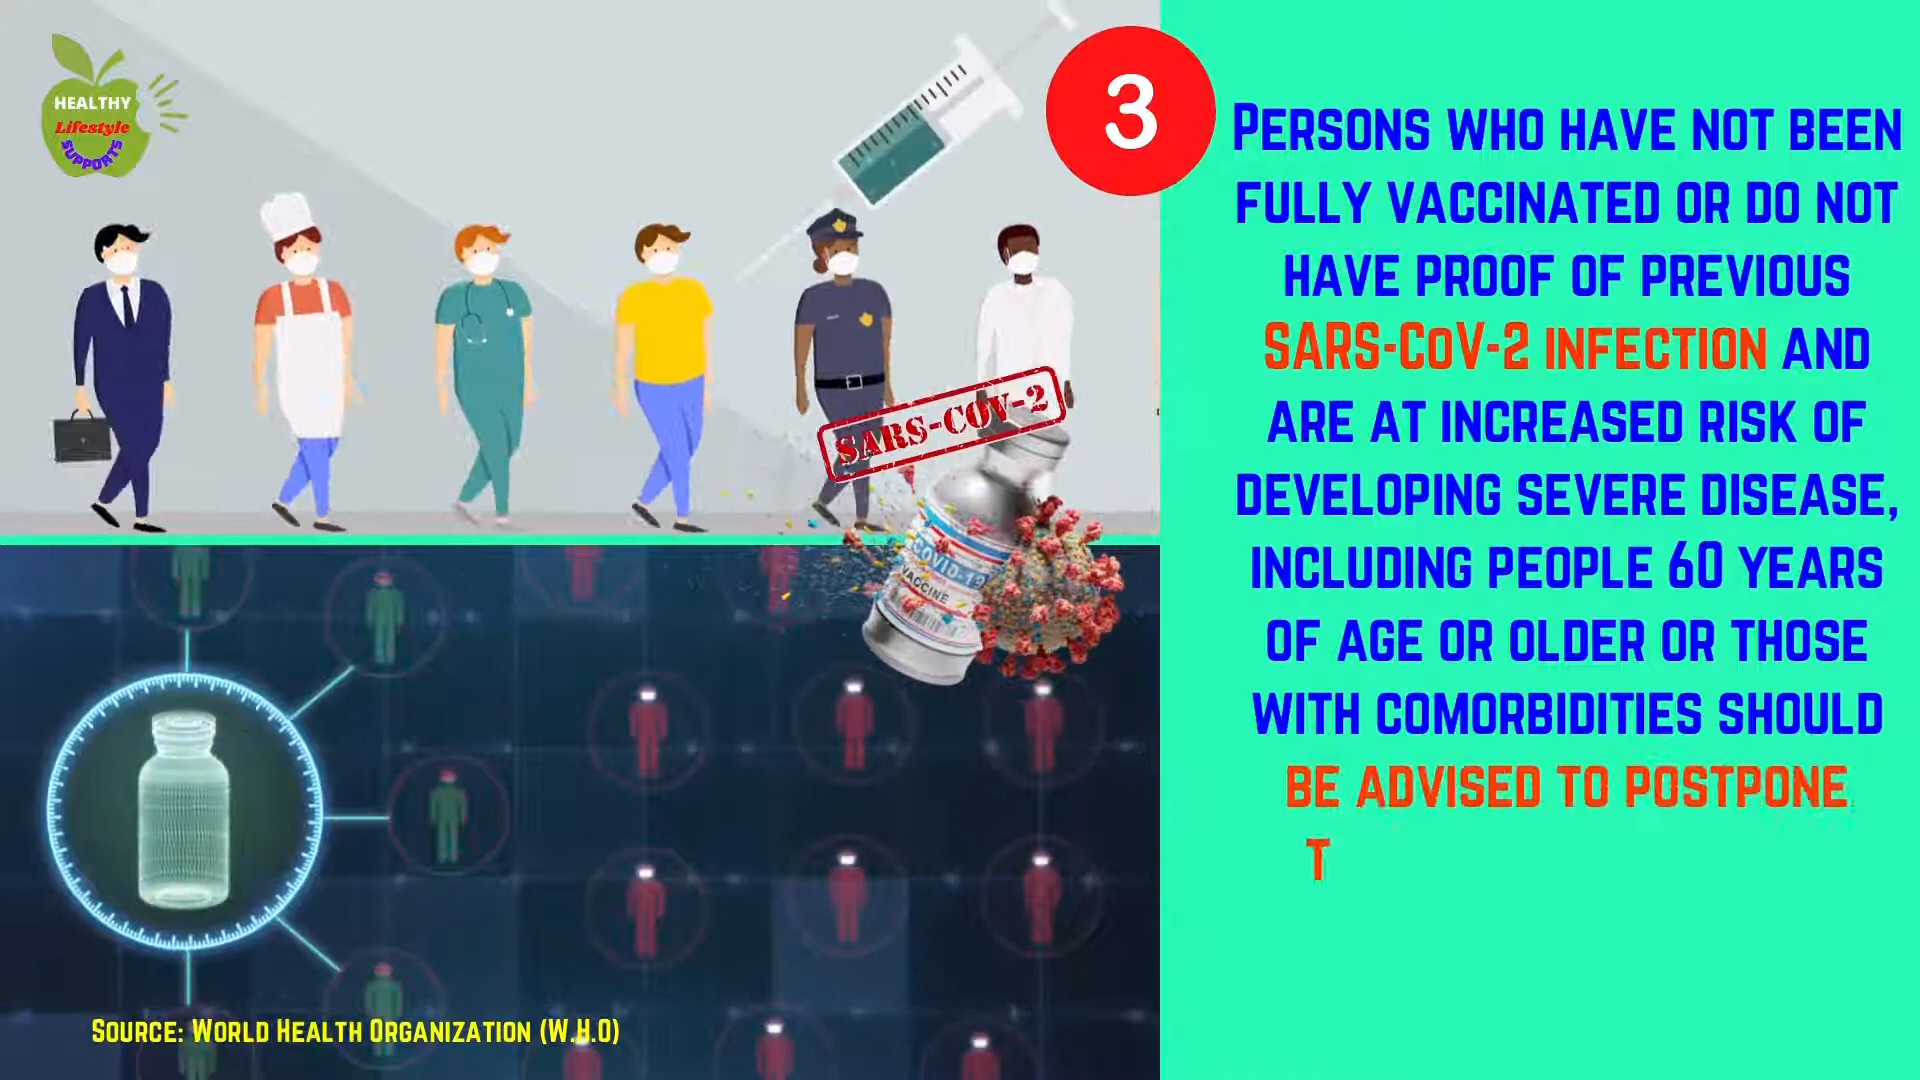 HEALTHY
Lifestyle
SUPPORTS
3
PERSONS WHO HAVE NOT BEEN
FULLY VACCINATED OR DO NOT
HAVE PROOF OF PREVIOUS
SARS-CoV-2 INFECTION AND
ARE AT INCREASED RISK OF
DEVELOPING SEVERE DISEASE,
INCLUDING PEOPLE 60 YEARS
OF AGE OR OLDER OR THOSE
WITH COMORBIDITIES SHOULD
BE ADVISED TO POSTPONE
T
SARS-COV-2
COVID-19
VACCINE
SOURCE: WORLD HEALTH ORGANIZATION (W.H.O)